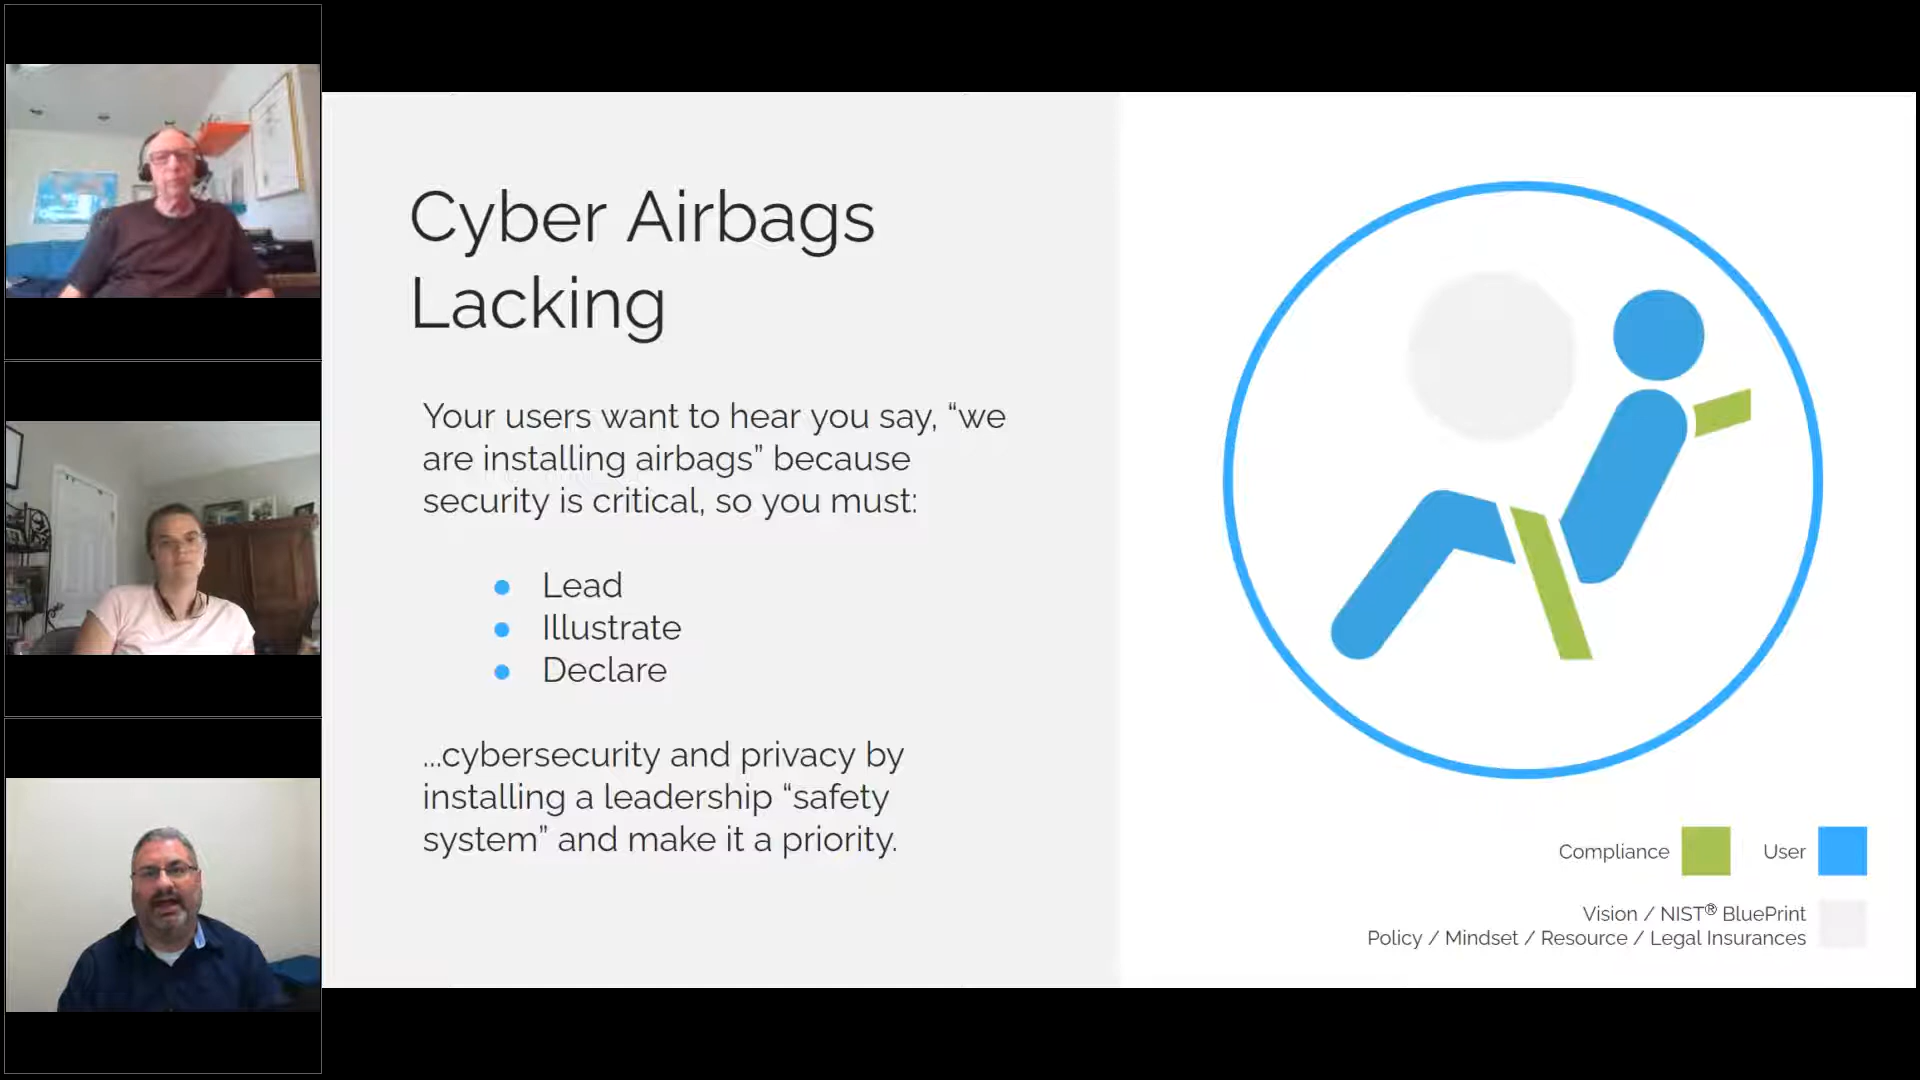 Cyber Airbags
Lacking
Your users want to hear you say, “we
are installing airbags” because
security is critical, so you must:
● Lead
● Illustrate
● Declare
...cybersecurity and privacy by
installing a leadership “safety
system” and make it a priority.
Compliance
User
Vision / NIST® BluePrint
Policy / Mindset / Resource / Legal Insurances